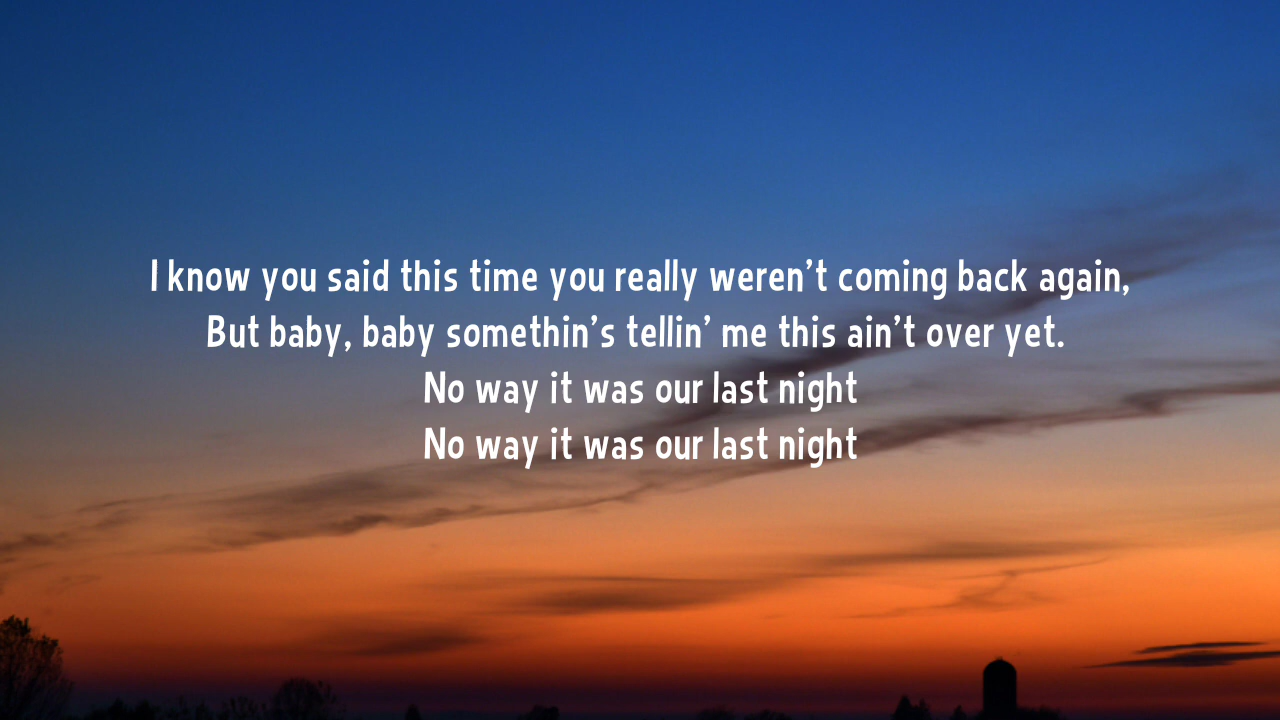 I know you said this time you really weren't coming back again,
But baby, baby somethin's tellin' me this ain't over yet.
No way it was our last night
No way it was our last night